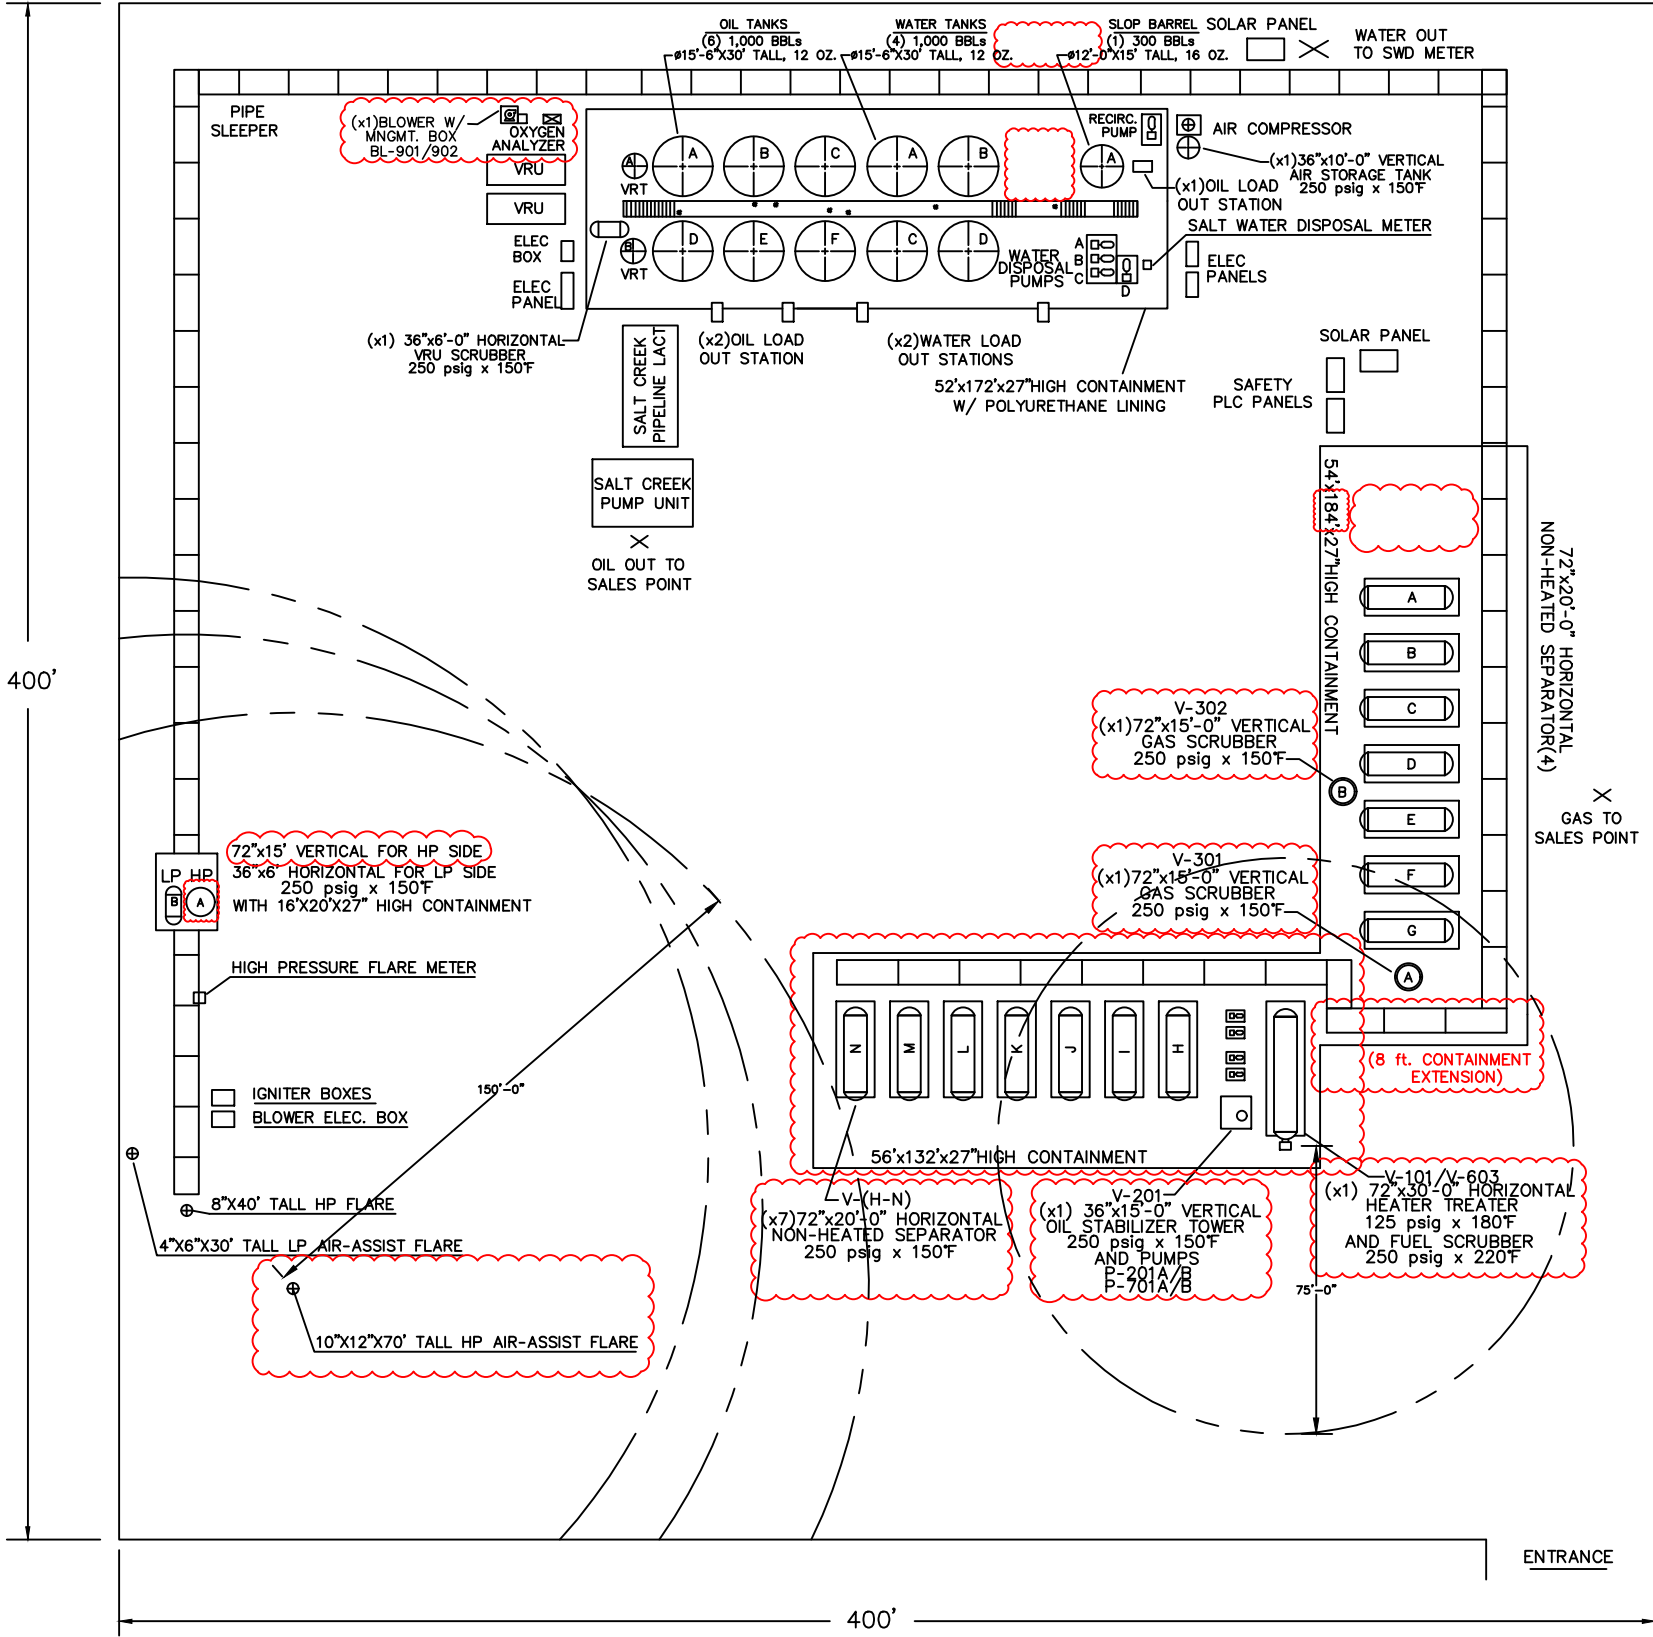 OIL TANKS
(6) 1,000 BBLs
ø15'-6"X30' TALL, 12 OZ.
WATER TANKS
(4) 1,000 BBLs
ø15'-6"X30' TALL, 12 OZ.
SLOP BARREL
(1) 300 BBLs
ø12'-0"X15' TALL, 16 OZ.
SOLAR PANEL
WATER OUT
TO SWD METER
PIPE
SLEEPER
(x1)BLOWER W/
MNGMT. BOX
BL-901/902
OXYGEN
ANALYZER
VRU
VRU
ELEC
BOX
ELEC
PANEL
A
VRT
B
VRT
A
B
C
A
B
D
E
F
C
D
A
RECIRC.
PUMP
AIR COMPRESSOR
(x1)36"x10'-0" VERTICAL
AIR STORAGE TANK
250 psig x 150°F
(x1)OIL LOAD
OUT STATION
SALT WATER DISPOSAL METER
WATER
DISPOSAL
PUMPS
A
B
C
D
ELEC
PANELS
(x1) 36"x6'-0" HORIZONTAL
VRU SCRUBBER
250 psig x 150°F
SALT CREEK
PIPELINE LACT
(x2)OIL LOAD
OUT STATION
(x2)WATER LOAD
OUT STATIONS
52'x172'x27"HIGH CONTAINMENT
W/ POLYURETHANE LINING
SOLAR PANEL
SAFETY
PLC PANELS
SALT CREEK
PUMP UNIT
OIL OUT TO
SALES POINT
54'x184'x27"HIGH CONTAINMENT
72"x20'-0" HORIZONTAL
NON-HEATED SEPARATOR(4)
A
B
C
D
E
F
G
400'
V-302
(x1)72"x15'-0" VERTICAL
GAS SCRUBBER
250 psig x 150°F
B
GAS TO
SALES POINT
V-301
(x1)72"x15'-0" VERTICAL
GAS SCRUBBER
250 psig x 150°F
A
72"x15' VERTICAL FOR HP SIDE
36"x6' HORIZONTAL FOR LP SIDE
250 psig x 150°F
WITH 16'X20'X27" HIGH CONTAINMENT
LP HP
B
A
HIGH PRESSURE FLARE METER
IGNITER BOXES
BLOWER ELEC. BOX
150'-0"
N
M
L
K
J
I
H
(8 ft. CONTAINMENT
EXTENSION)
56'x132'x27"HIGH CONTAINMENT
8"X40' TALL HP FLARE
4"X6"X30' TALL LP AIR-ASSIST FLARE
10"X12"X70' TALL HP AIR-ASSIST FLARE
V-(H-N)
(x7)72"x20'-0" HORIZONTAL
NON-HEATED SEPARATOR
250 psig x 150°F
V-201
(x1) 36"x15'-0" VERTICAL
OIL STABILIZER TOWER
250 psig x 150°F
AND PUMPS
P-201A/B
P-701A/B
V-101/V-603
(x1) 72"x30-0" HORIZONTAL
HEATER TREATER
125 psig x 180°F
AND FUEL SCRUBBER
250 psig x 220°F
75'-0"
ENTRANCE
400'